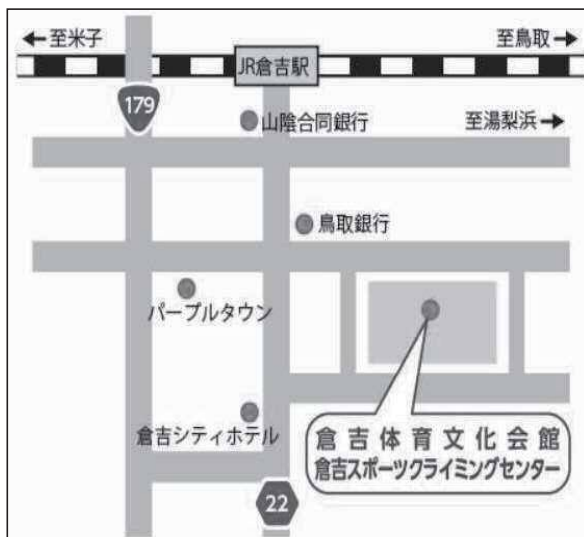 ←至米子
至鳥取→
JR倉吉駅
179
山陰合同銀行
至湯梨浜→
鳥取銀行
パープルタウン
倉吉シティホテル
倉吉体育文化会館
倉吉スポーツクライミングセンター
22